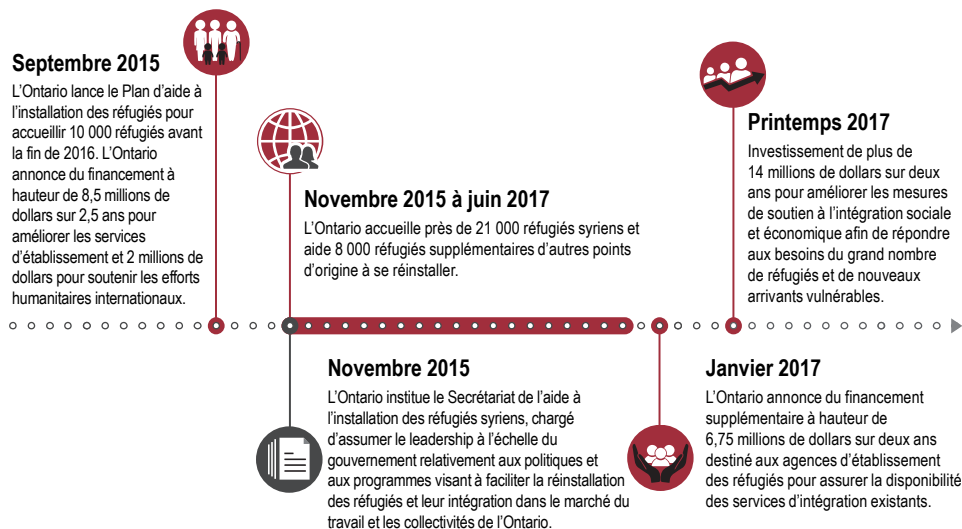 Septembre 2015
L'Ontario lance le Plan d'aide à
l'installation des réfugiés pour
accueillir 10 000 réfugiés avant
la fin de 2016. L'Ontario
annonce du financement à
hauteur de 8,5 millions de
dollars sur 2,5 ans pour
améliorer les services
d'établissement et 2 millions de
dollars pour soutenir les efforts
humanitaires internationaux.
Novembre 2015 à juin 2017
L'Ontario accueille près de 21 000 réfugiés syriens et
aide 8 000 réfugiés supplémentaires d'autres points
d'origine à se réinstaller.
Printemps 2017
Investissement de plus de
14 millions de dollars sur deux
ans pour améliorer les mesures
de soutien à l'intégration sociale
et économique afin de répondre
aux besoins du grand nombre
de réfugiés et de nouveaux
arrivants vulnérables.
Novembre 2015
L'Ontario institue le Secrétariat de l'aide à
l'installation des réfugiés syriens, chargé
d'assumer le leadership à l'échelle du
gouvernement relativement aux politiques et
aux programmes visant à faciliter la réinstallation
des réfugiés et leur intégration dans le marché du
travail et les collectivités de l'Ontario.
Janvier 2017
L'Ontario annonce du financement
supplémentaire à hauteur de
6,75 millions de dollars sur deux ans
destiné aux agences d'établissement
des réfugiés pour assurer la disponibilité
des services d'intégration existants.